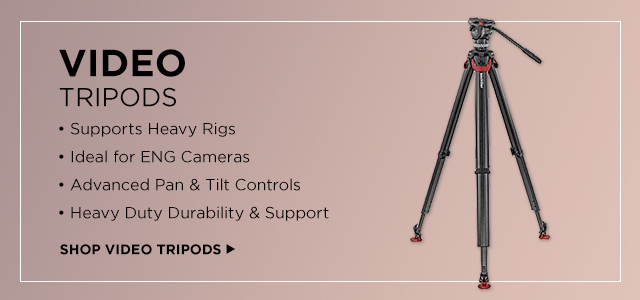 VIDEO
TRIPODS
• Supports Heavy Rigs
• Ideal for ENG Cameras
• Advanced Pan & Tilt Controls
• Heavy Duty Durability & Support
SHOP VIDEO TRIPODS ▶